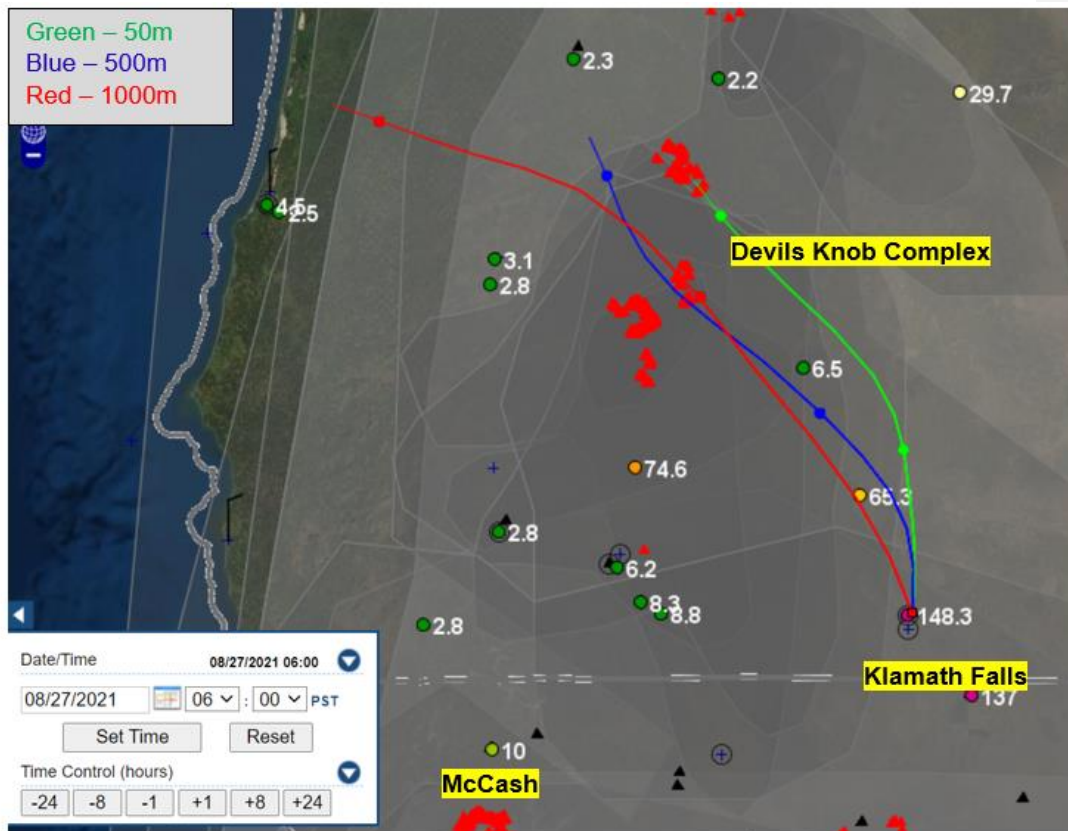 Green – 50m
Blue – 500m
Red – 1000m
2.3
2.2
29.7
4.5
2.5
3.1
2.8
Devils Knob Complex
6.5
74.6
65.3
2.8
6.2
8.3
8.8
2.8
148.3
Klamath Falls
137
10
McCash
Date/Time 08/27/2021 06:00
08/27/2021 06 : 00 PST
Set Time Reset
Time Control (hours)
-24 -8 -1 +1 +8 +24